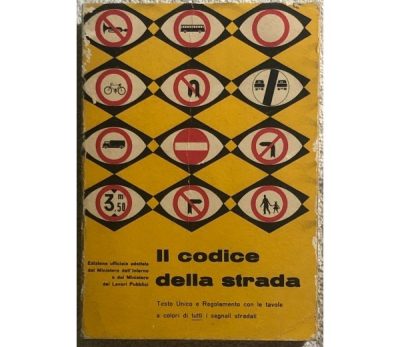 3 m
.50
Edizione ufficiale adottata
dal Ministero dell'Interno
e dal Ministero
dei Lavori Pubblici
Il codice
della strada
Testo Unico e Regolamento con le tavole
a colori di tutti i segnali stradali